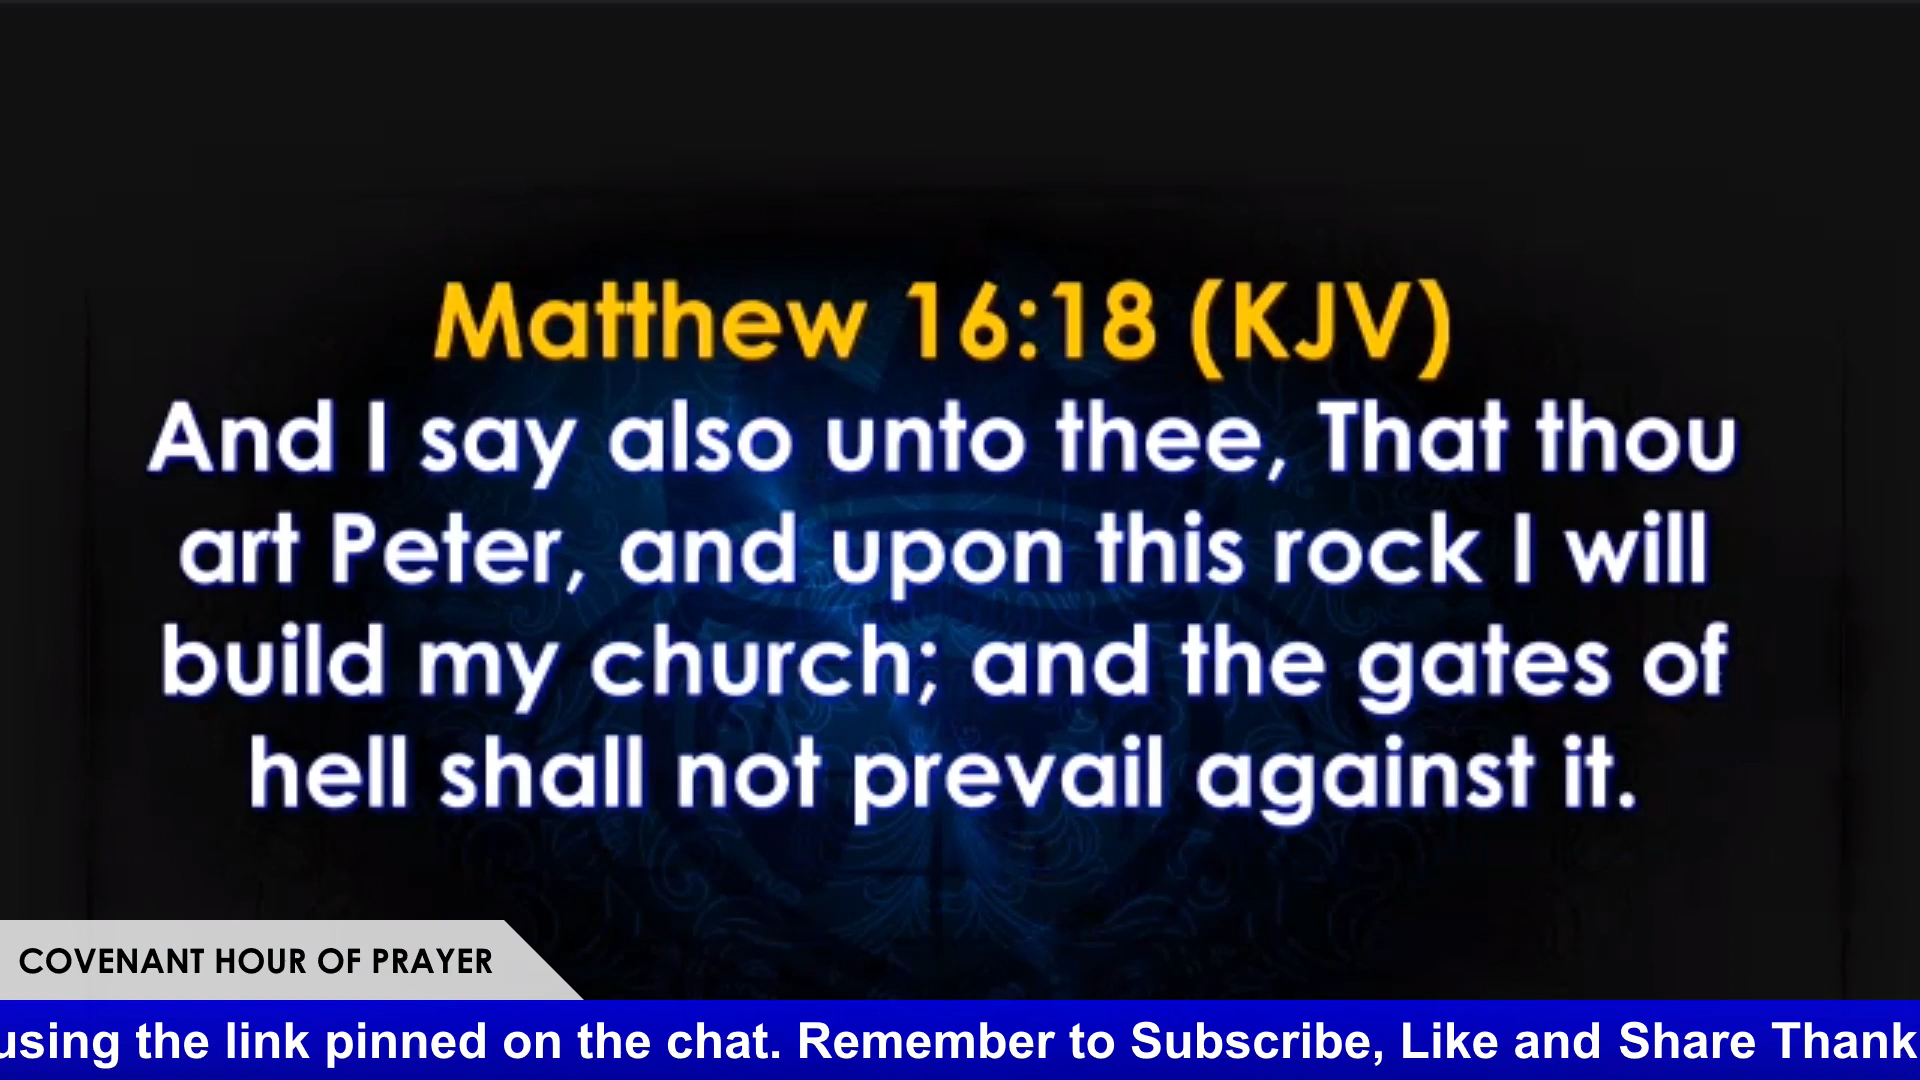 Matthew 16:18 (KJV)
And I say also unto thee, That thou
art Peter, and upon this rock I will
build my church; and the gates of
hell shall not prevail against it.
COVENANT HOUR OF PRAYER
using the link pinned on the chat. Remember to Subscribe, Like and Share Thank